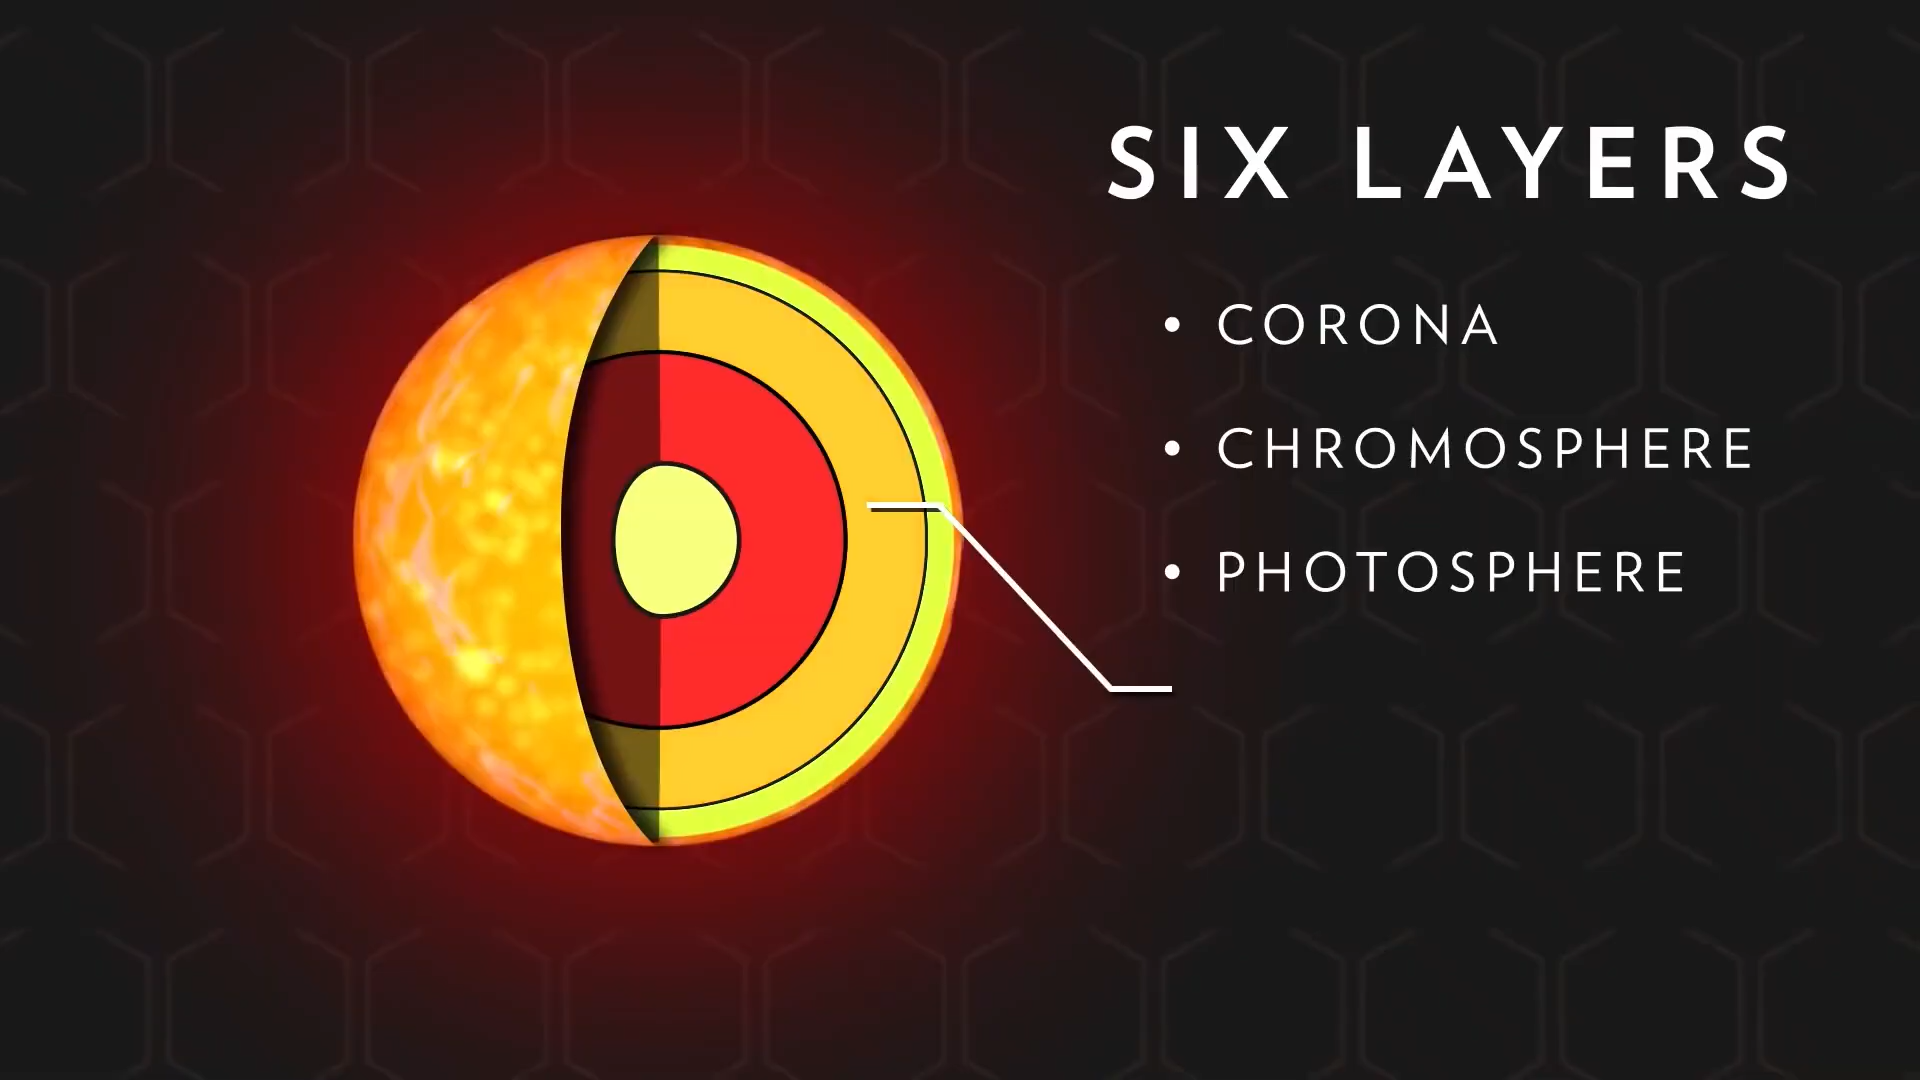 SIX LAYERS
• CORONA
• CHROMOSPHERE
• PHOTOSPHERE